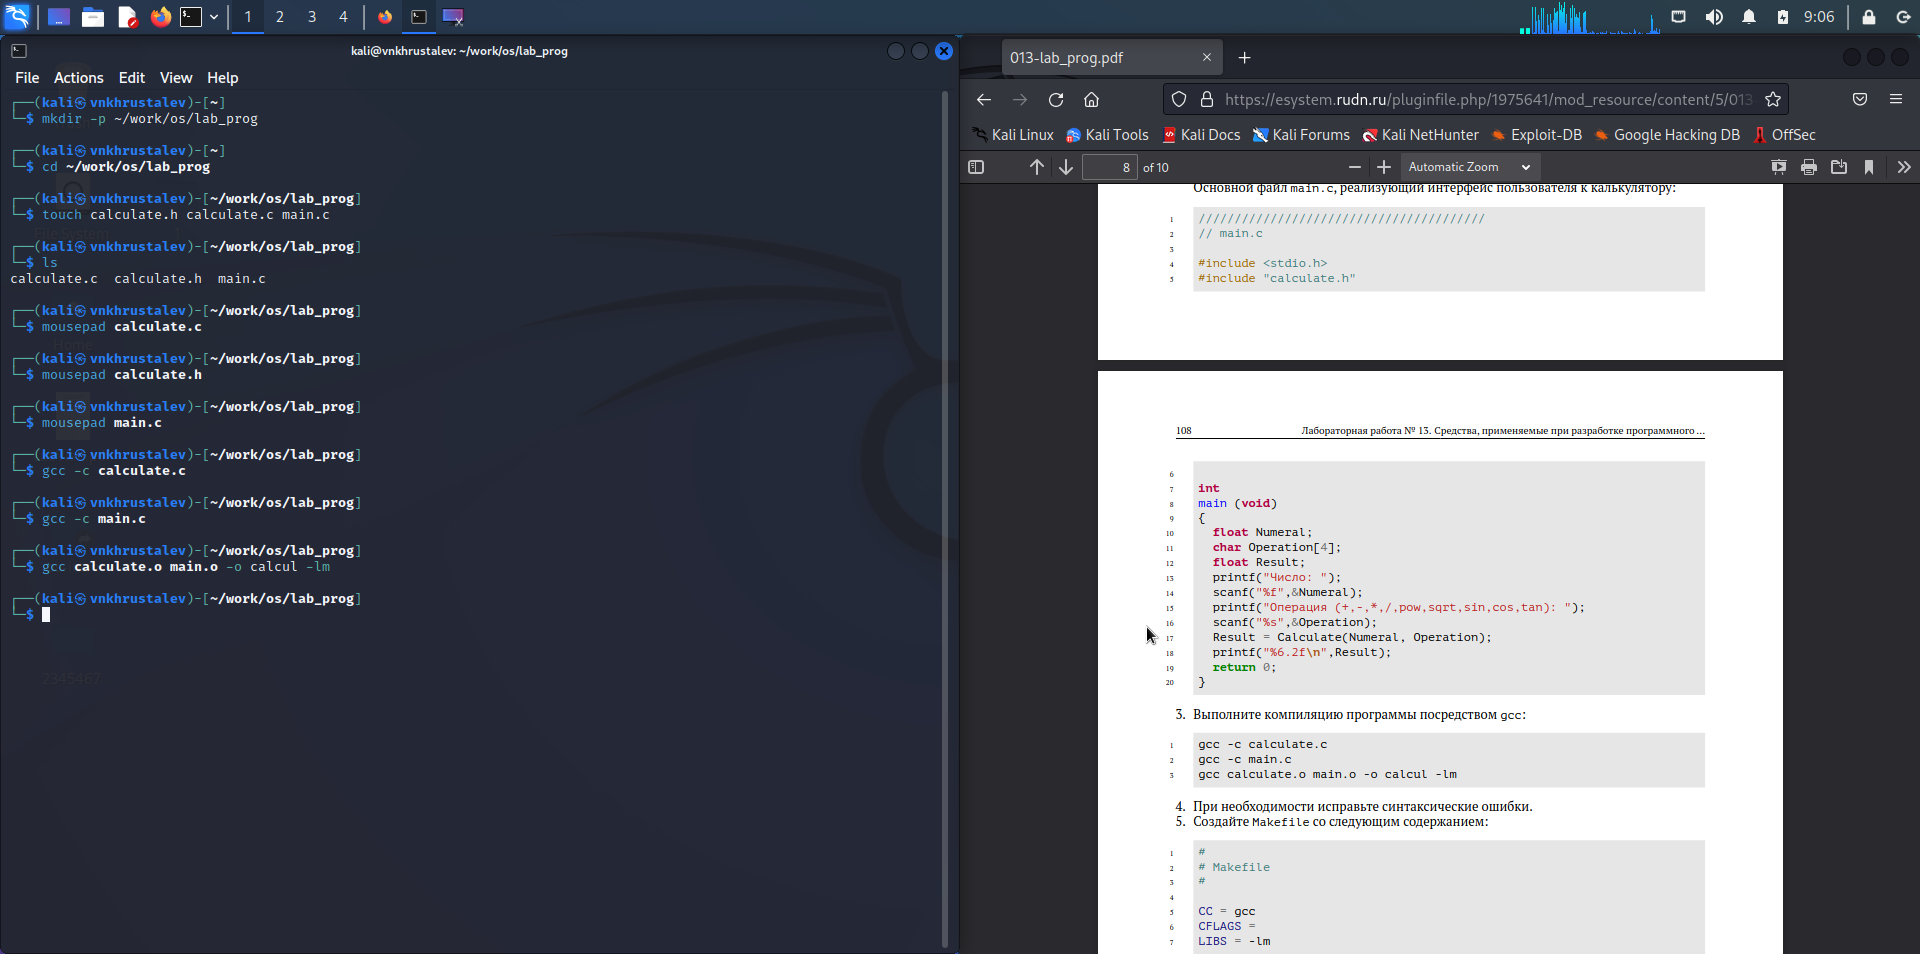 1 2 3 4
9:06
kali@vnkhrustalev: ~/work/os/lab_prog
File Actions Edit View Help
┌──(kali㉿vnkhrustalev)-[~]
└─$ mkdir -p ~/work/os/lab_prog
┌──(kali㉿vnkhrustalev)-[~]
└─$ cd ~/work/os/lab_prog
┌──(kali㉿vnkhrustalev)-[~/work/os/lab_prog]
└─$ touch calculate.h calculate.c main.c
┌──(kali㉿vnkhrustalev)-[~/work/os/lab_prog]
└─$ ls
calculate.c calculate.h main.c
┌──(kali㉿vnkhrustalev)-[~/work/os/lab_prog]
└─$ mousepad calculate.c
┌──(kali㉿vnkhrustalev)-[~/work/os/lab_prog]
└─$ mousepad calculate.h
┌──(kali㉿vnkhrustalev)-[~/work/os/lab_prog]
└─$ mousepad main.c
┌──(kali㉿vnkhrustalev)-[~/work/os/lab_prog]
└─$ gcc -c calculate.c
┌──(kali㉿vnkhrustalev)-[~/work/os/lab_prog]
└─$ gcc -c main.c
┌──(kali㉿vnkhrustalev)-[~/work/os/lab_prog]
└─$ gcc calculate.o main.o -o calcul -lm
┌──(kali㉿vnkhrustalev)-[~/work/os/lab_prog]
└─$
Home
2345467
013-lab_prog.pdf
https://esystem.rudn.ru/pluginfile.php/1975641/mod_resource/content/5/013-
Kali Linux Kali Tools Kali Docs Kali Forums Kali NetHunter Exploit-DB Google Hacking DB OffSec
8 of 10 Automatic Zoom
Основной файл main.c, реализующий интерфейс пользователя к калькулятору:
1 ////////////////////////////////////////
2 // main.c
3
4 #include <stdio.h>
5 #include "calculate.h"
108 Лабораторная работа № 13. Средства, применяемые при разработке программного ...
6
7 int
8 main (void)
9 {
10 float Numeral;
11 char Operation[4];
12 float Result;
13 printf("Число: ");
14 scanf("%f",&Numeral);
15 printf("Операция (+,-,*,/,pow,sqrt,sin,cos,tan): ");
16 scanf("%s",&Operation);
17 Result = Calculate(Numeral, Operation);
18 printf("%6.2f\n",Result);
19 return 0;
20 }
3. Выполните компиляцию программы посредством gcc:
1 gcc -c calculate.c
2 gcc -c main.c
3 gcc calculate.o main.o -o calcul -lm
4. При необходимости исправьте синтаксические ошибки.
5. Создайте Makefile со следующим содержанием:
1 #
2 # Makefile
3 #
4
5 CC = gcc
6 CFLAGS =
7 LIBS = -lm